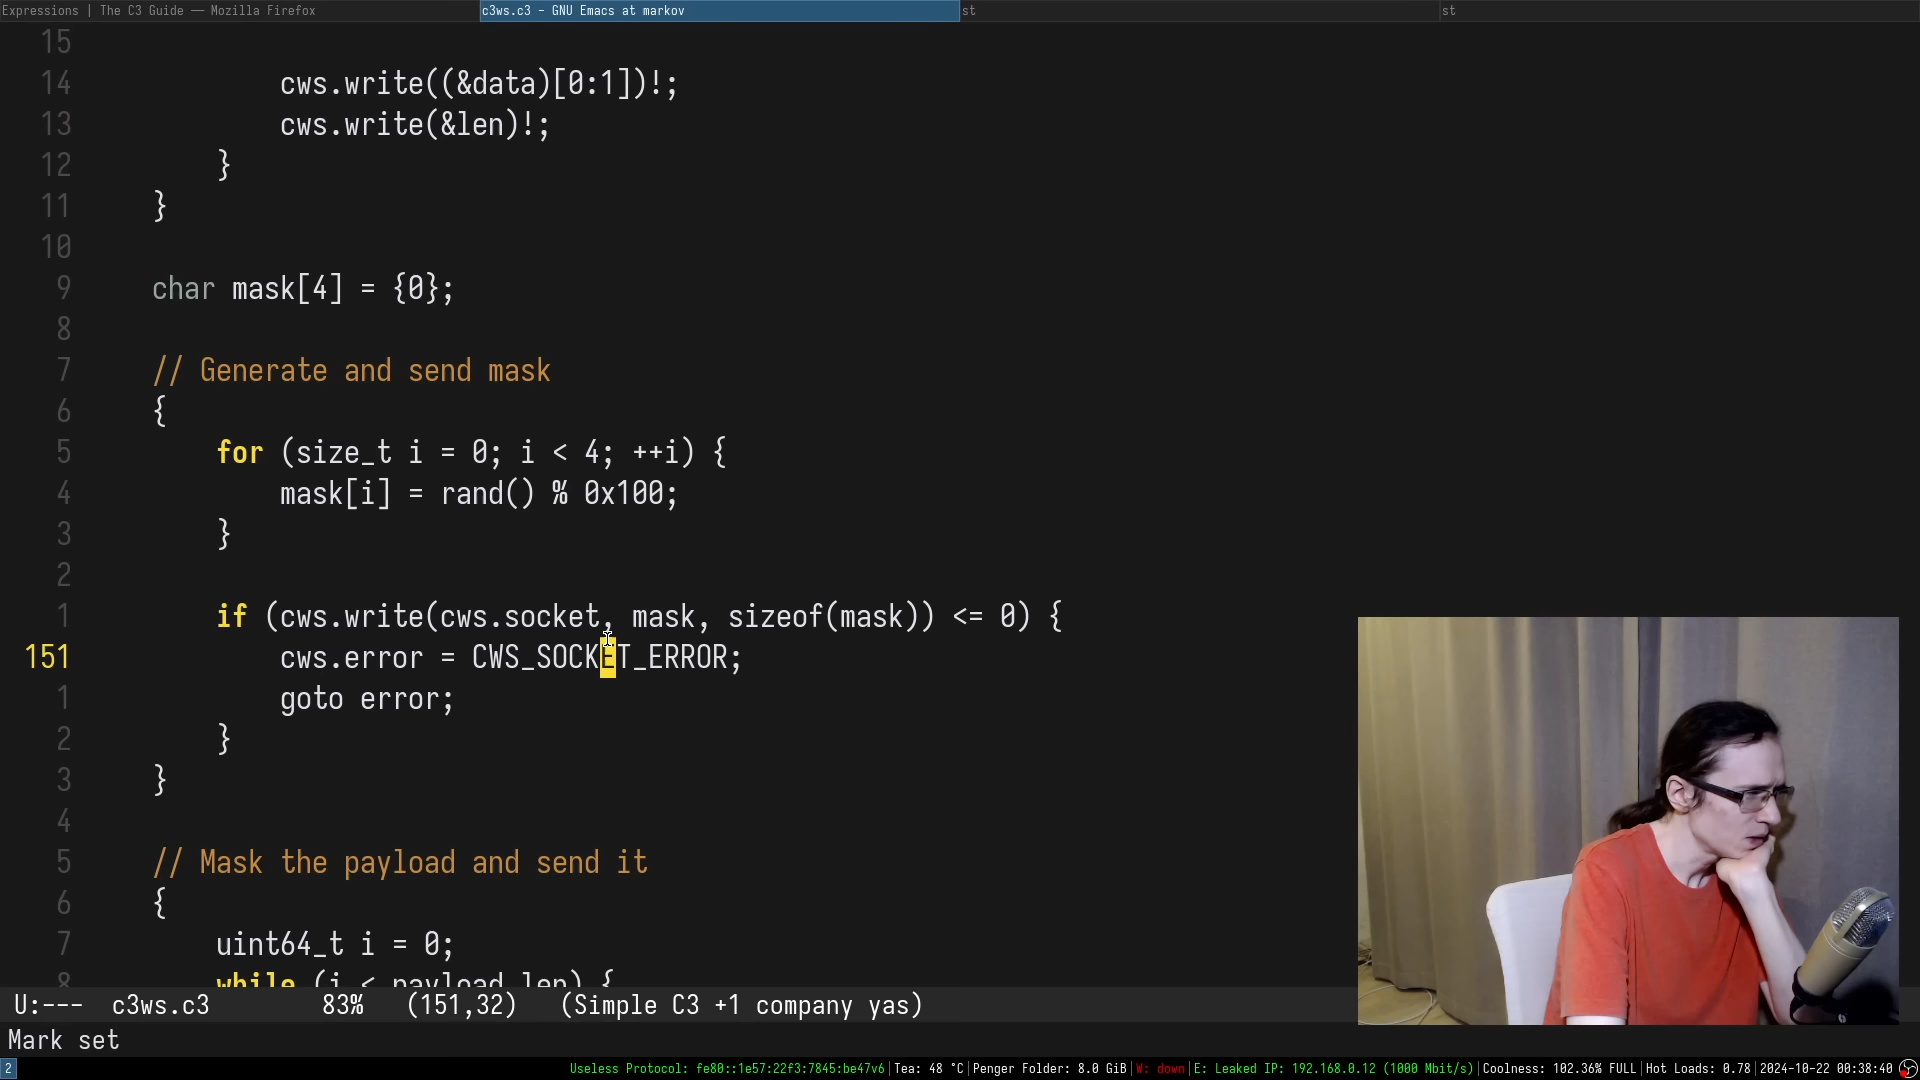 Expressions | The C3 Guide — Mozilla Firefox
c3ws.c3 - GNU Emacs at markov
st
st
15
14 cws.write((&data)[0:1])!;
13 cws.write(&len)!;
12 }
11 }
10
9 char mask[4] = {0};
8
7 // Generate and send mask
6 {
5 for (size_t i = 0; i < 4; ++i) {
4 mask[i] = rand() % 0x100;
3 }
2
1 if (cws.write(cws.socket, mask, sizeof(mask)) <= 0) {
151 cws.error = CWS_SOCKET_ERROR;
1 goto error;
2 }
3 }
4
5 // Mask the payload and send it
6 {
7 uint64_t i = 0;
8 while (i < payload_len) {
U:--- c3ws.c3 83% (151,32) (Simple C3 +1 company yas)
Mark set
2 Useless Protocol: fe80::1e57:22f3:7845:be47v6|Tea: 48 °C|Penger Folder: 8.0 GiB|W: down|E: Leaked IP: 192.168.0.12 (1000 Mbit/s)|Coolness: 102.36% FULL|Hot Loads: 0.78|2024-10-22 00:38:40